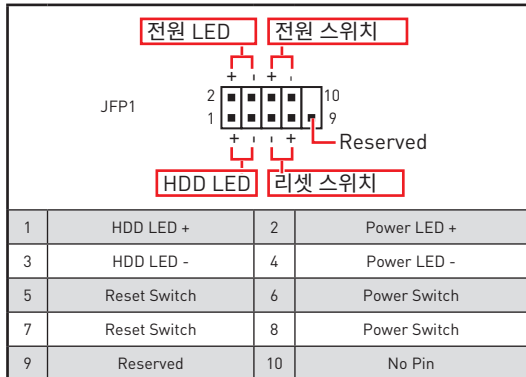 전원 LED 전원 스위치
+ - + -
JFP1
2 10
1 9
+ - - +
Reserved
HDD LED 리셋 스위치
1 HDD LED + 2 Power LED +
3 HDD LED - 4 Power LED -
5 Reset Switch 6 Power Switch
7 Reset Switch 8 Power Switch
9 Reserved 10 No Pin